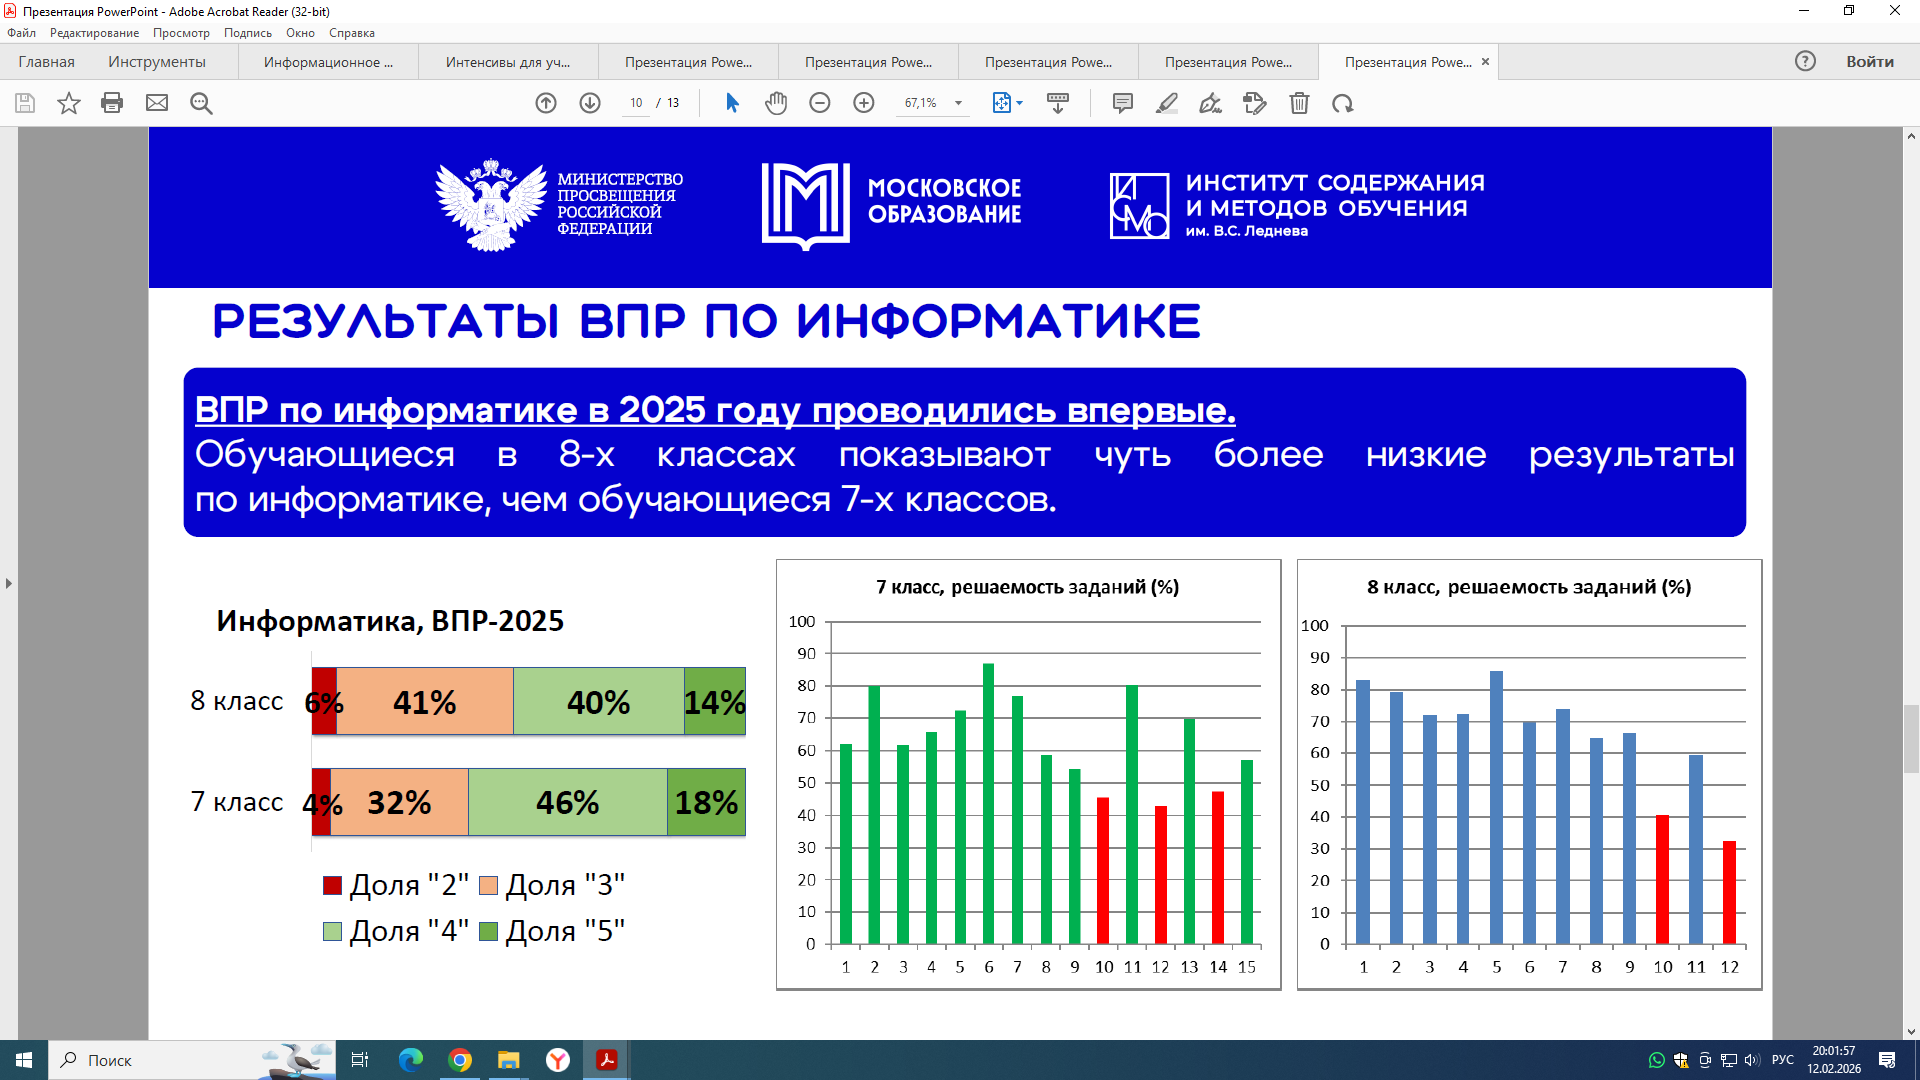 Презентация PowerPoint - Adobe Acrobat Reader (32-bit)
Файл Редактирование Просмотр Подпись Окно Справка
Главная Инструменты Информационное ... Интенсивы для уч... Презентация Powe... Презентация Powe... Презентация Powe... Презентация Powe... Презентация Powe... × ? Войти
10 / 13 67,1%
МИНИСТЕРСТВО
ПРОСВЕЩЕНИЯ
РОССИЙСКОЙ
ФЕДЕРАЦИИ
МОСКОВСКОЕ
ОБРАЗОВАНИЕ
ИСМО
ИНСТИТУТ СОДЕРЖАНИЯ
И МЕТОДОВ ОБУЧЕНИЯ
им. В.С. Леднева
РЕЗУЛЬТАТЫ ВПР ПО ИНФОРМАТИКЕ
ВПР по информатике в 2025 году проводились впервые.
Обучающиеся в 8-х классах показывают чуть более низкие результаты
по информатике, чем обучающиеся 7-х классов.
Информатика, ВПР-2025
8 класс 6% 41% 40% 14%
7 класс 4% 32% 46% 18%
Доля "2" Доля "3"
Доля "4" Доля "5"
7 класс, решаемость заданий (%)
100
90
80
70
60
50
40
30
20
10
0
1 2 3 4 5 6 7 8 9 10 11 12 13 14 15
8 класс, решаемость заданий (%)
100
90
80
70
60
50
40
30
20
10
0
1 2 3 4 5 6 7 8 9 10 11 12
Поиск
РУС
20:01:57
12.02.2026